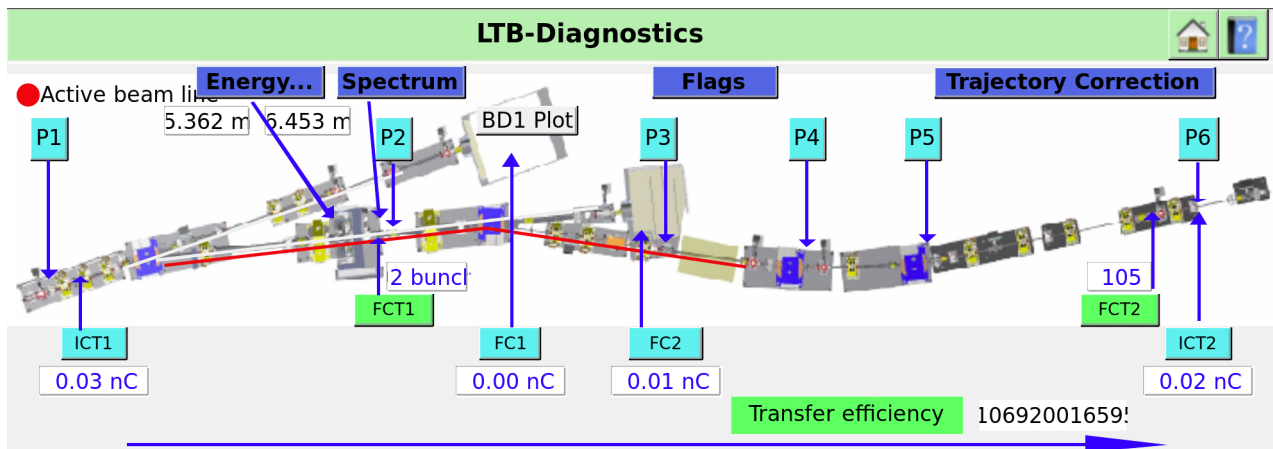 LTB-Diagnostics
Energy...
Spectrum
Flags
Trajectory Correction
Active beam line
5.362 m
6.453 m
BD1 Plot
P1
P2
P3
P4
P5
P6
2 bunch
105
FCT1
FCT2
ICT1
FC1
FC2
ICT2
0.03 nC
0.00 nC
0.01 nC
0.02 nC
Transfer efficiency
10692001659